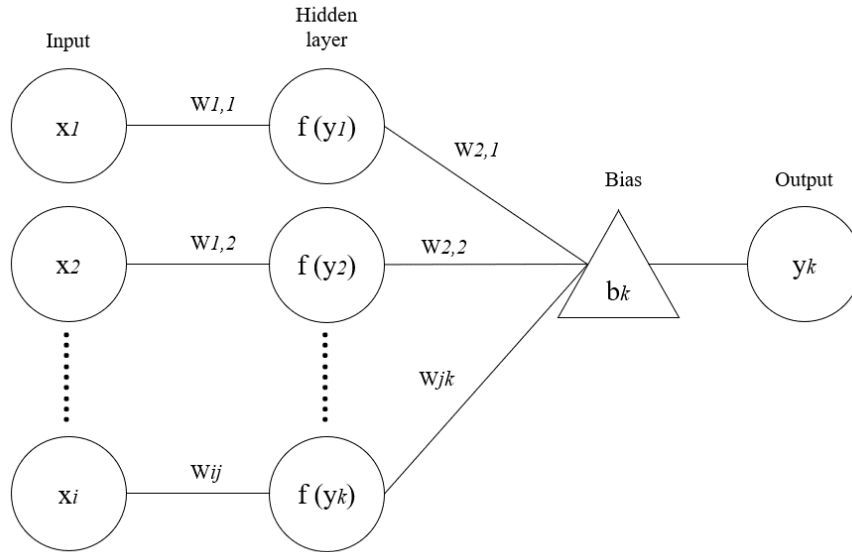 Input
Hidden
layer
Bias
Output
x1
W1,1
f (y1)
W2,1
x2
W1,2
f (y2)
W2,2
bk
yk
Wjk
xi
Wij
f (yk)